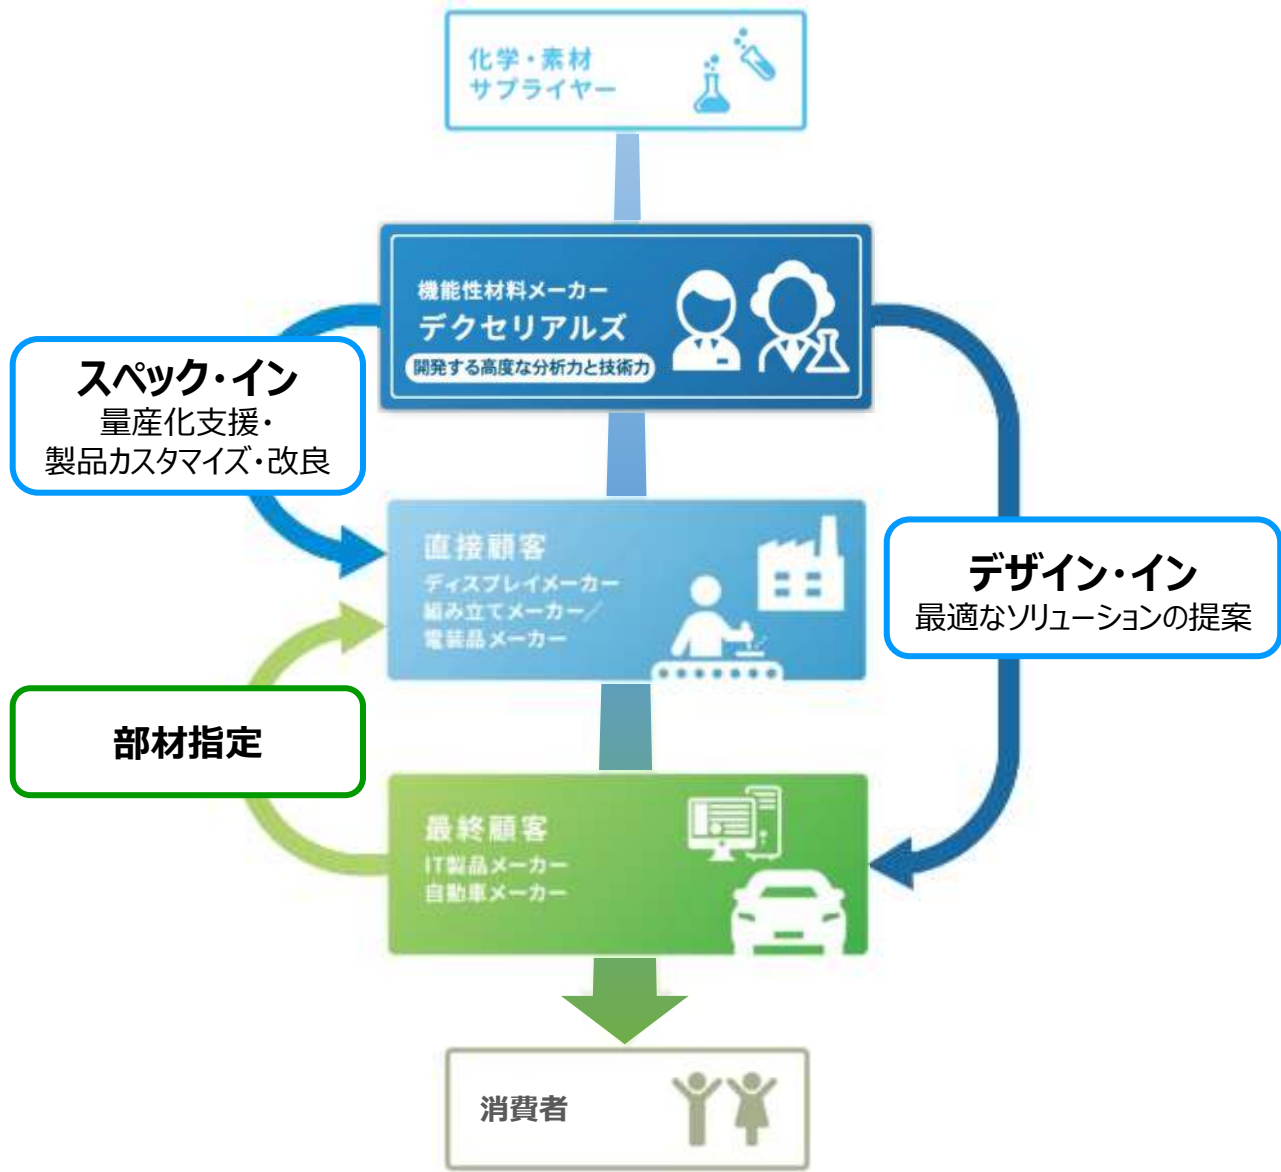 化学・素材
サプライヤー
機能性材料メーカー
デクセリアルズ
開発する高度な分析力と技術力
スペック・イン
量産化支援・
製品カスタマイズ・改良
直接顧客
ディスプレイメーカー
組み立てメーカー／
電装品メーカー
デザイン・イン
最適なソリューションの提案
部材指定
最終顧客
IT製品メーカー
自動車メーカー
消費者